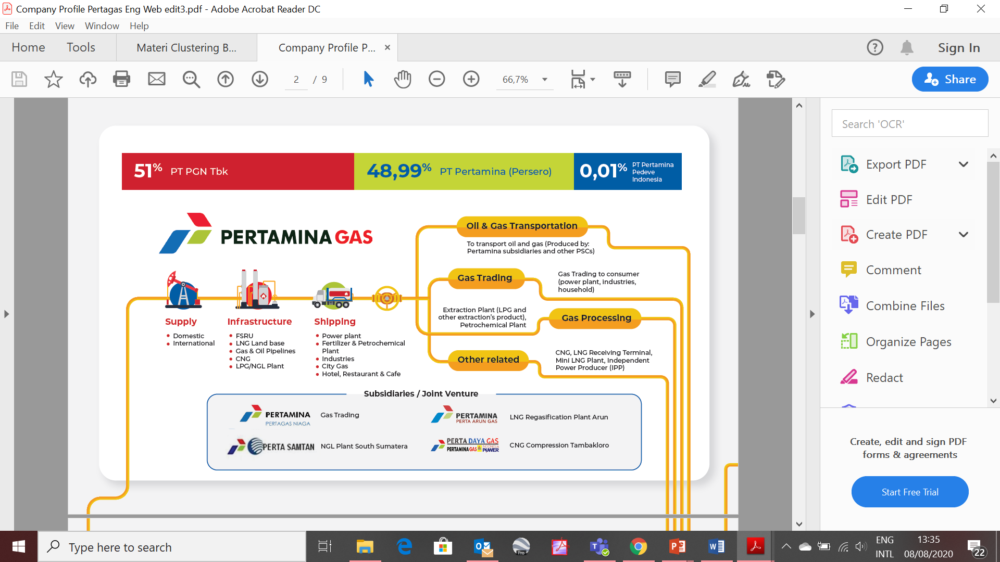 Company Profile Pertagas Eng Web edit3.pdf - Adobe Acrobat Reader DC
File Edit View Window Help
Home Tools Materi Clustering B... Company Profile P... Sign In
2 / 9 66,7% Share
51% PT PGN Tbk
48,99% PT Pertamina (Persero)
0,01% PT Pertamina
Pedeve
Indonesia
PERTAMINA GAS
Supply
Domestic
International
Infrastructure
FSRU
LNG Land base
Gas & Oil Pipelines
CNG
LPG/NGL Plant
Shipping
Power plant
Fertilizer & Petrochemical
Plant
Industries
City Gas
Hotel, Restaurant & Cafe
Oil & Gas Transportation
To transport oil and gas (Produced by:
Pertamina subsidiaries and other PSCs)
Gas Trading
Gas Trading to consumer
(power plant, industries,
household)
Extraction Plant (LPG and
other extraction's product),
Petrochemical Plant
Gas Processing
Other related
CNG, LNG Receiving Terminal,
Mini LNG Plant, Independent
Power Producer (IPP)
Subsidiaries / Joint Venture
PERTAMINA
PERTAGAS NIAGA
Gas Trading
PERTAMINA
PERTA ARUN GAS
LNG Regasification Plant Arun
PERTA SAMTAN
NGL Plant South Sumatera
PERTA DAYA GAS
PERTAMINA GAS INDONESIA POWER
CNG Compression Tambakloro
Search 'OCR'
Export PDF
Edit PDF
Create PDF
Comment
Combine Files
Organize Pages
Redact
Create, edit and sign PDF
forms & agreements
Start Free Trial
Type here to search
Pro
ENG
INTL
13:35
08/08/2020
22